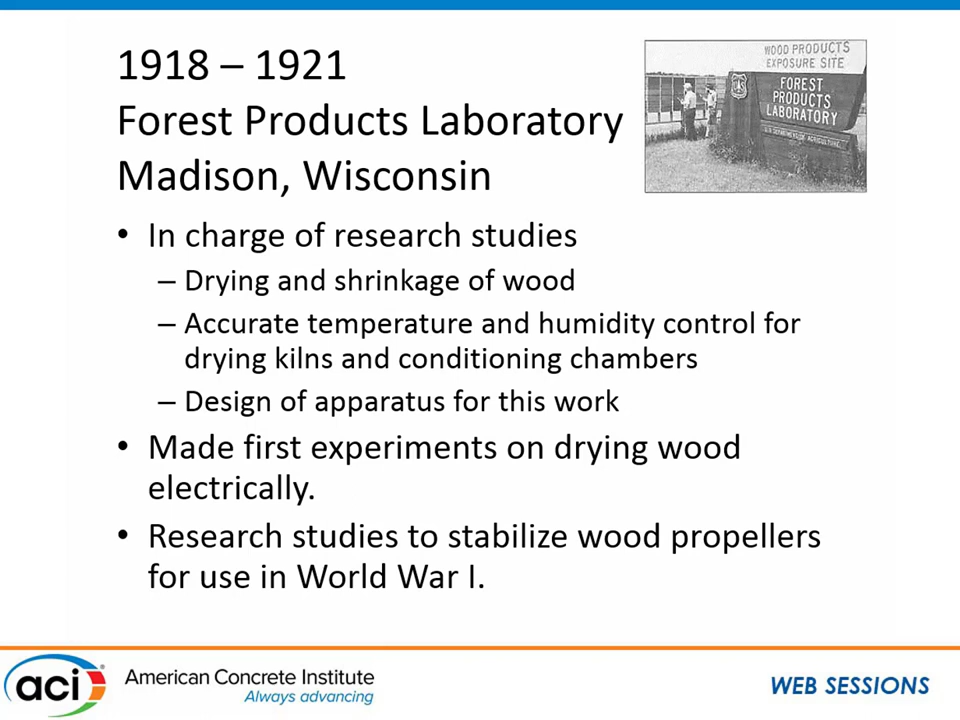 1918 – 1921
Forest Products Laboratory
Madison, Wisconsin
WOOD PRODUCTS
EXPOSURE SITE
FOREST
PRODUCTS
LABORATORY
U.S. DEPARTMENT OF AGRICULTURE
• In charge of research studies
– Drying and shrinkage of wood
– Accurate temperature and humidity control for
drying kilns and conditioning chambers
– Design of apparatus for this work
• Made first experiments on drying wood
electrically.
• Research studies to stabilize wood propellers
for use in World War I.
aci
American Concrete Institute
Always advancing
WEB SESSIONS